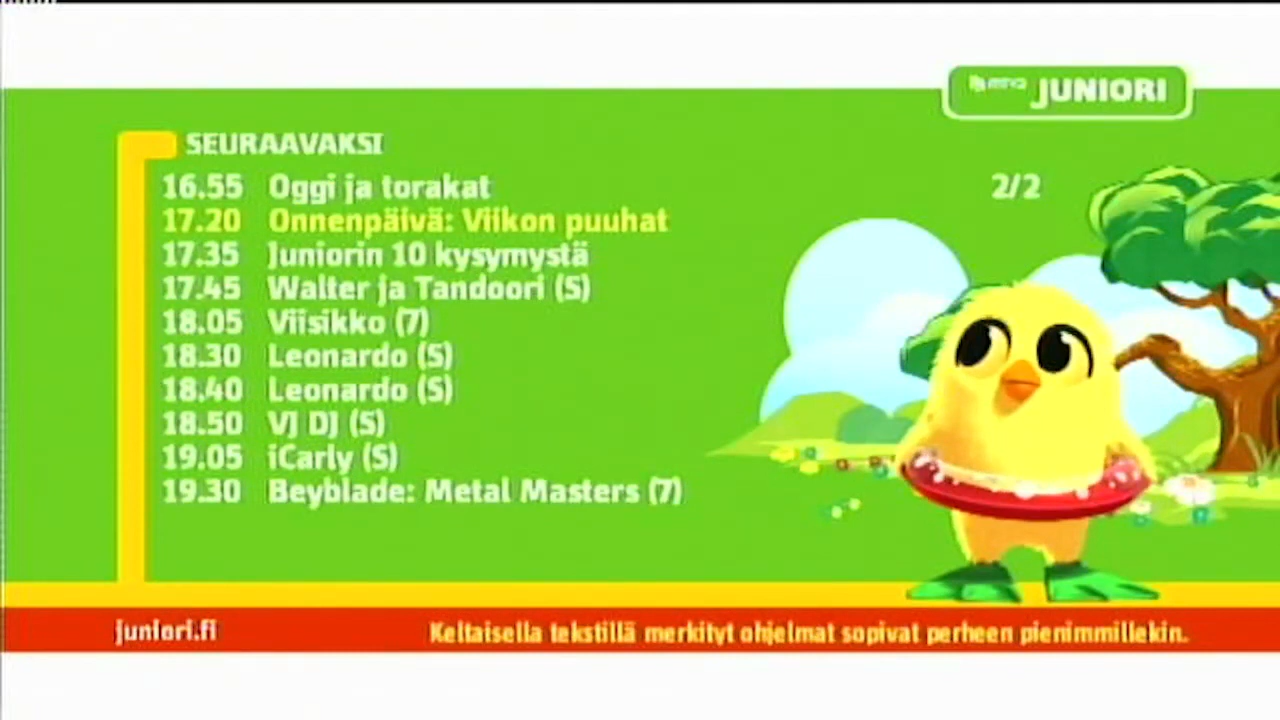 JUNIORI
SEURAAVAKSI
2/2
16.55 Oggi ja torakat
17.20 Onnenpäivä: Viikon puuhat
17.35 Juniorin 10 kysymystä
17.45 Walter ja Tandoori (S)
18.05 Viisikko (7)
18.30 Leonardo (S)
18.40 Leonardo (S)
18.50 VJ DJ (S)
19.05 iCarly (S)
19.30 Beyblade: Metal Masters (7)
juniori.fi
Keltaisella tekstillä merkityt ohjelmat sopivat perheen pienimmillekin.